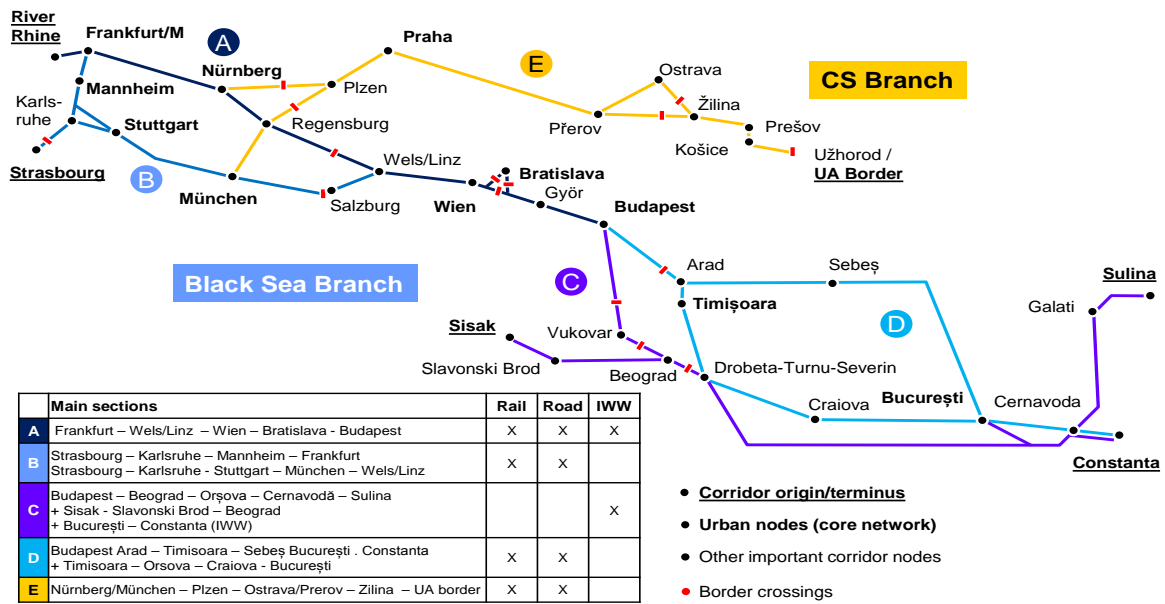 River
Rhine
Frankfurt/M
A
Praha
Nürnberg
E
Ostrava
CS Branch
Mannheim
Plzen
Karls-
ruhe
Žilina
Stuttgart
Regensburg
Přerov
Prešov
Košice
Užhorod /
UA Border
Strasbourg
B
Wels/Linz
Bratislava
München
Salzburg
Wien
Györ
Budapest
Black Sea Branch
C
Arad
Sebeș
Sulina
Timișoara
Galati
Sisak
Vukovar
D
Slavonski Brod
Beograd
Drobeta-Turnu-Severin
București
Cernavoda
Craiova
Constanta
Main sections Rail Road IWW
A Frankfurt – Wels/Linz – Wien – Bratislava - Budapest X X X
B Strasbourg – Karlsruhe – Mannheim – Frankfurt
Strasbourg – Karlsruhe - Stuttgart – München – Wels/Linz X X
C Budapest – Beograd – Orșova – Cernavodă – Sulina
+ Sisak - Slavonski Brod – Beograd X
+ București – Constanta (IWW)
D Budapest Arad – Timisoara – Sebeș București . Constanta
+ Timisoara – Orsova – Craiova - București X X
E Nürnberg/München – Plzen – Ostrava/Prerov – Zilina – UA border X X
Corridor origin/terminus
Urban nodes (core network)
Other important corridor nodes
Border crossings